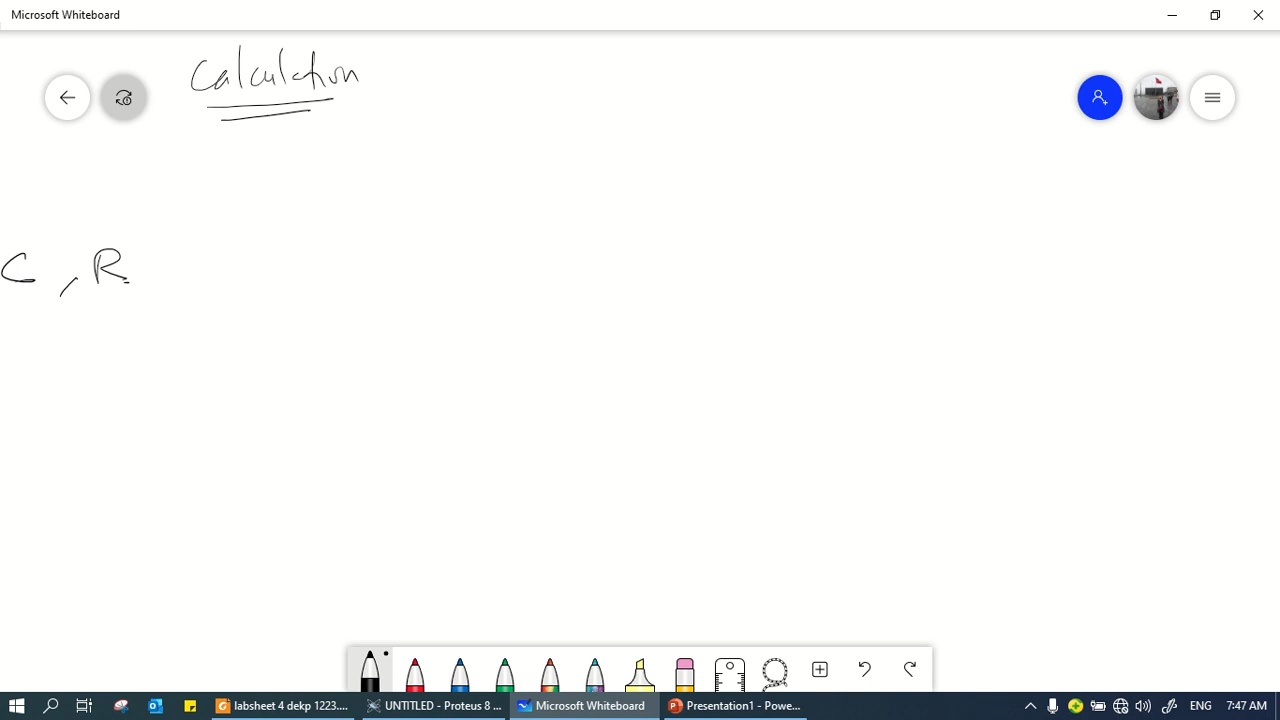 Microsoft Whiteboard
Calculation
C , R
labsheet 4 dekp 1223....
UNTITLED - Proteus 8 ...
Microsoft Whiteboard
Presentation1 - Powe...
ENG
7:47 AM